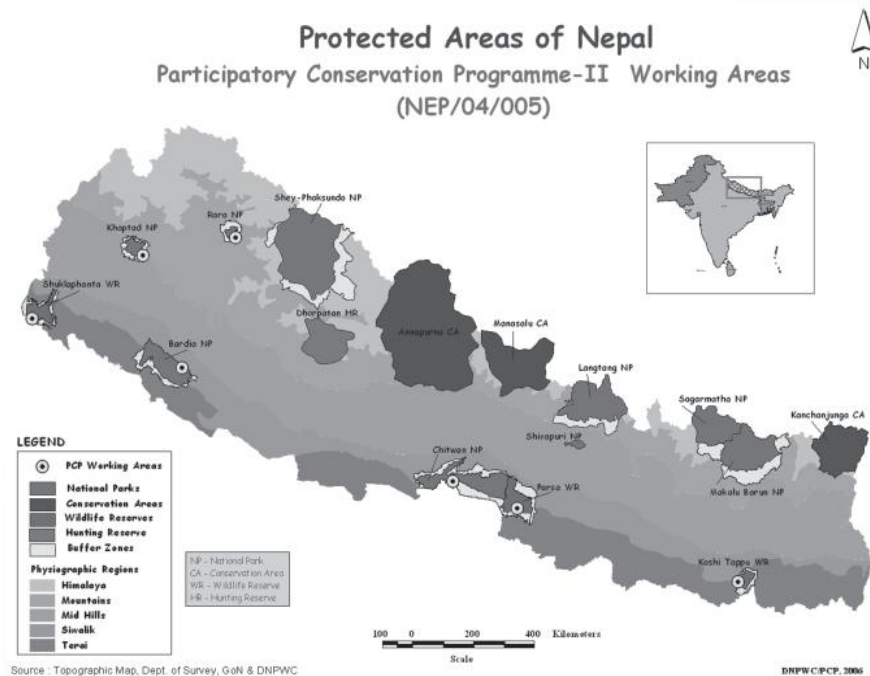 Protected Areas of Nepal
Participatory Conservation Programme-II Working Areas
(NEP/04/005)
N
Shey-Phoksundo NP
Rara NP
Khaptad NP
Shuklaphanta WR
Dhorpatan HR
Annapurna CA
Manasalu CA
Bardia NP
Langtang NP
Sagarmatha NP
Kanchanjunga CA
Shivapuri NP
Chitwan NP
Parsa WR
Makalu Barun NP
Koshi Tappu WR
LEGEND
PCP Working Areas
National Parks
Conservation Areas
Wildlife Reserves
Hunting Reserve
Buffer Zones
Physiographic Regions
Himalaya
Mountains
Mid Hills
Siwalik
Terai
NP - National Park
CA - Conservation Area
WR - Wildlife Reserve
HR - Hunting Reserve
100 0 200 400 Kilometers
Scale
Source : Topographic Map, Dept. of Survey, GoN & DNPWC
DNPWC/PCP, 2006